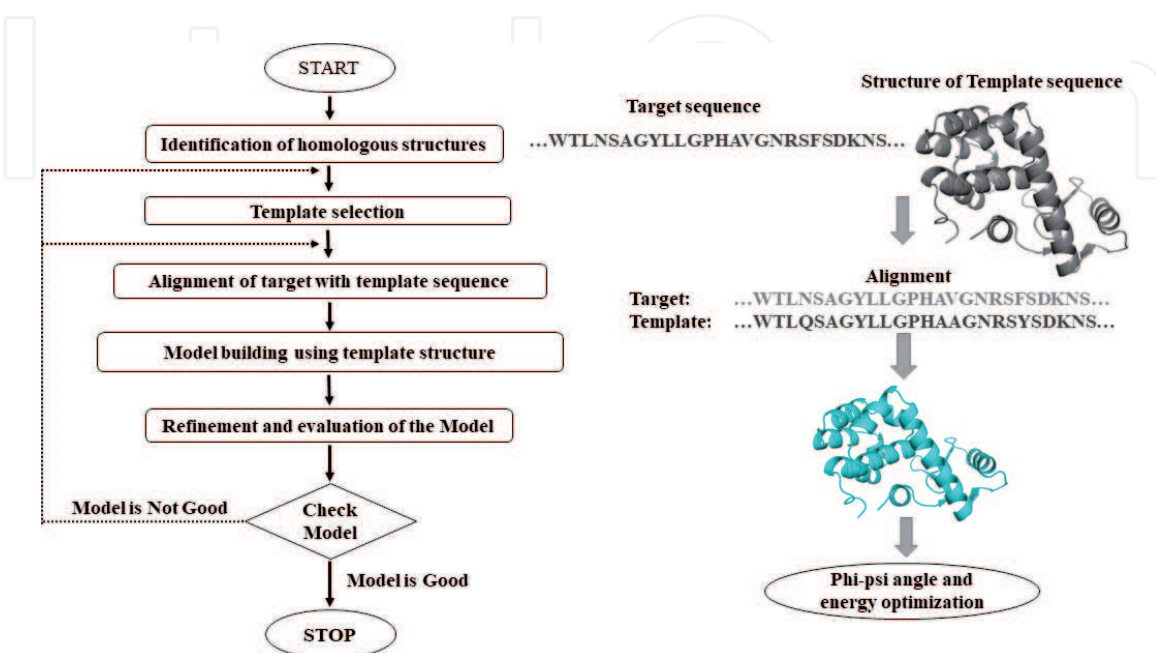 START
Identification of homologous structures
Template selection
Alignment of target with template sequence
Model building using template structure
Refinement and evaluation of the Model
Model is Not Good
Check
Model
Model is Good
STOP
Structure of Template sequence
Target sequence
...WTLNSAGYLLGPHAVGNRSFSDKNS...
Alignment
Target: ...WTLNSAGYLLGPHAVGNRSFSDKNS...
Template: ...WTLQSAGYLLGPHAAGNRSYSDKNS...
Phi-psi angle and
energy optimization